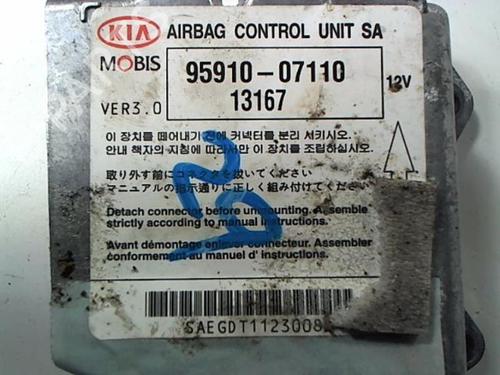 KIA AIRBAG CONTROL UNIT SA
MOBIS
95910-07110
12V
VER3.0
13167
이 장치를 떼어내기 전에 커넥터를 분리 서키시오.
안내 책자의 지침에 따라서만 이 장치를 조립하십시오.
取り外す前にコネクタを抜いてください
マニュアルの指示通りに正しく組み付けてください
Detach connector before unmounting. Assemble
strictly according to manual instructions.
Avant démontage enlever connecteur. Assembler
conformement au manuel d' instructions.
SAEGDT1123008